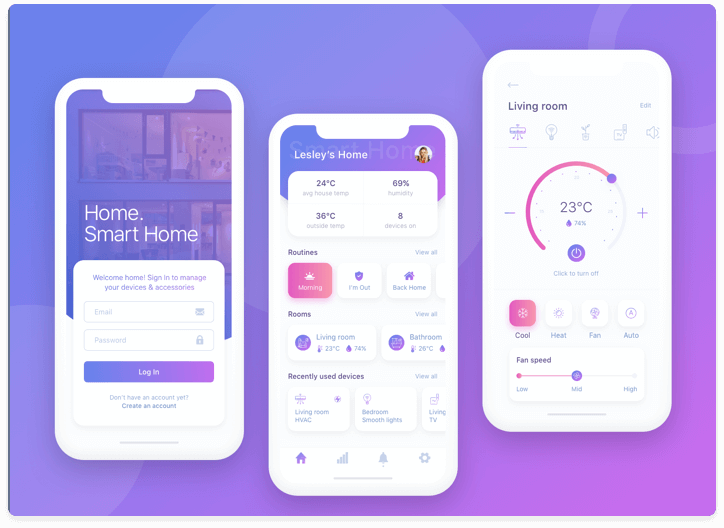 Home.
Smart Home
Welcome home! Sign In to manage
your devices & accessories
Email
Password
Log In
Don't have an account yet?
Create an account
Smart Home
Lesley's Home
24°C
avg house temp
69%
humidity
36°C
outside temp
8
devices on
Routines
View all
Morning
I'm Out
Back Home
Rooms
View all
Living room
23°C
74%
Bathroom
26°C
Recently used devices
View all
Living room
HVAC
Bedroom
Smooth lights
Living
TV
Living room
Edit
TV
23°C
74%
Click to turn off
Cool
Heat
Fan
A
Auto
Fan speed
Low
Mid
High